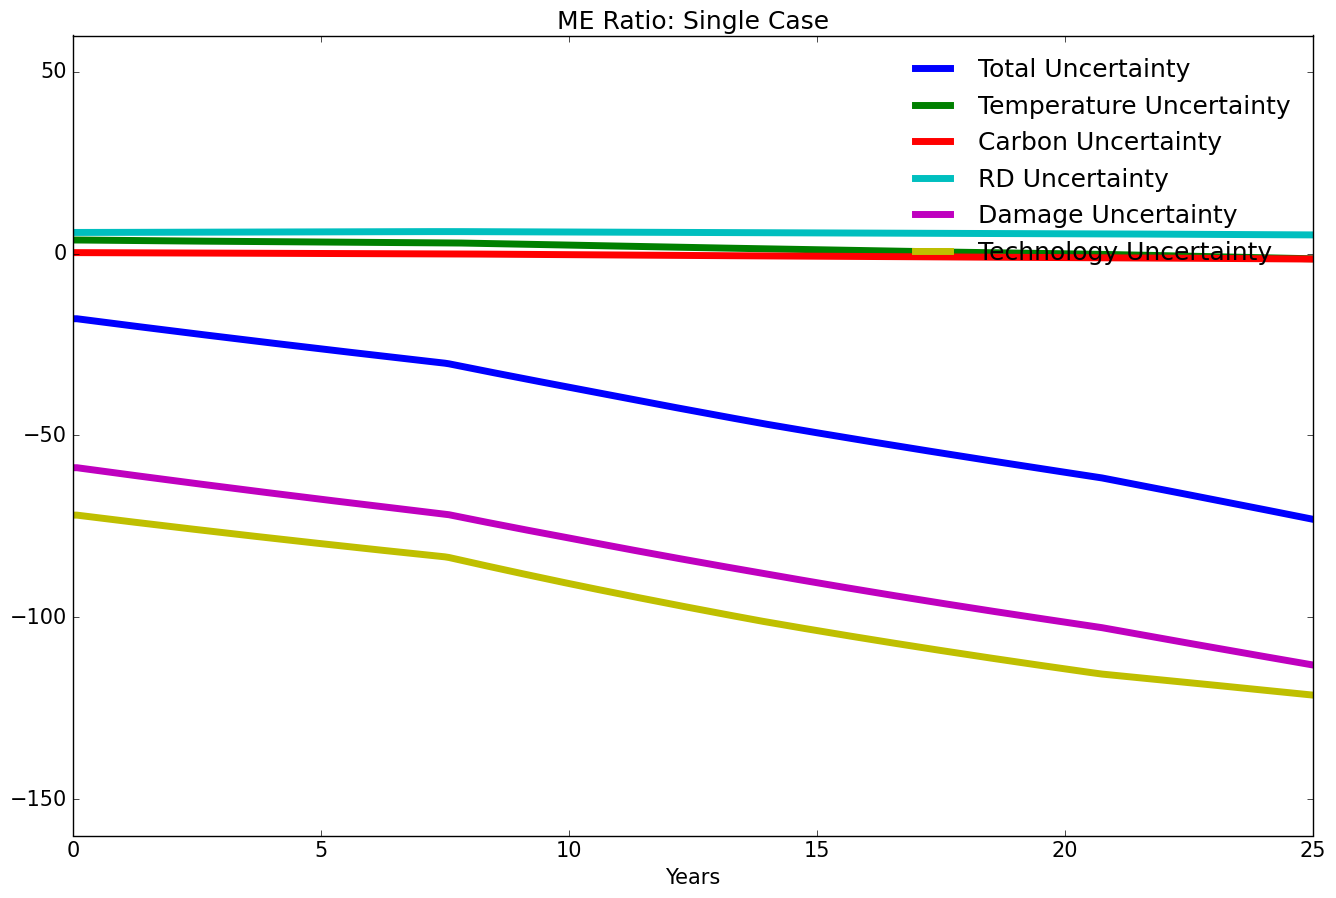 ME Ratio: Single Case
50
0
−50
−100
−150
Total Uncertainty
Temperature Uncertainty
Carbon Uncertainty
RD Uncertainty
Damage Uncertainty
Technology Uncertainty
0 5 10 15 20 25
Years